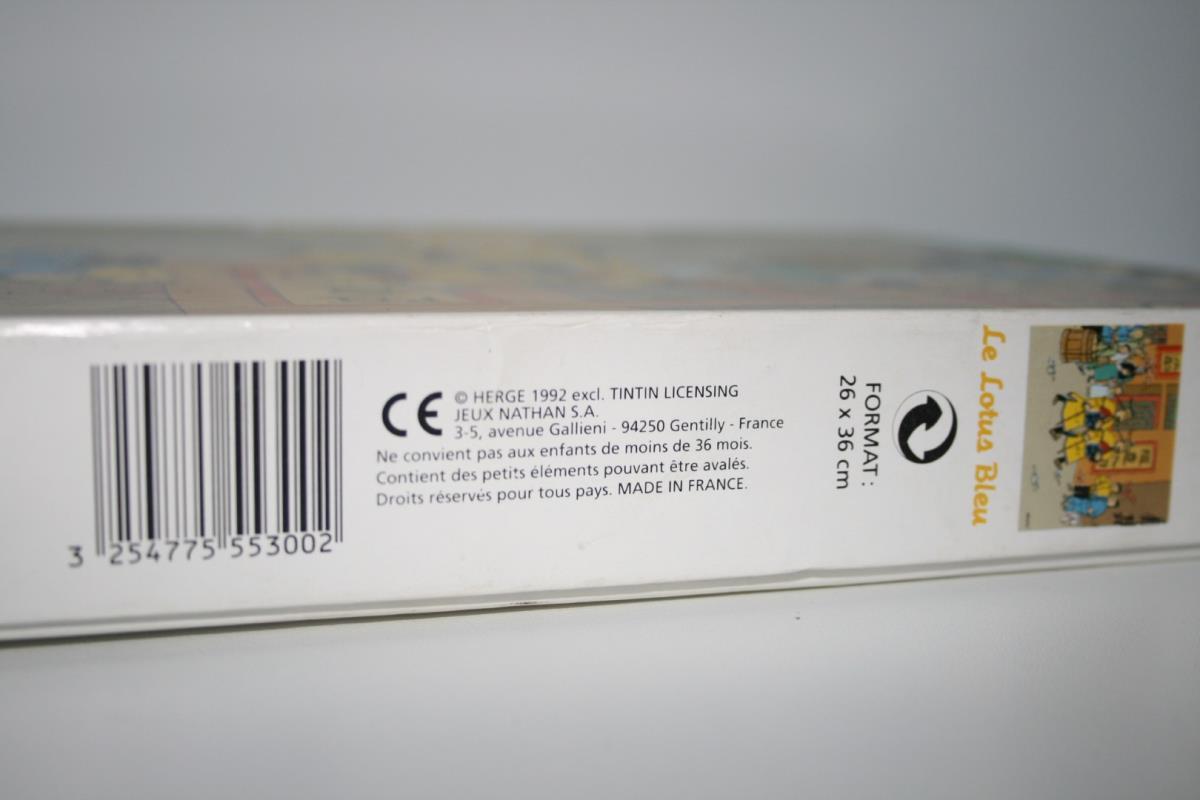 3 254775 553002
CE © HERGE 1992 excl. TINTIN LICENSING
JEUX NATHAN S.A.
3-5, avenue Gallieni - 94250 Gentilly - France
Ne convient pas aux enfants de moins de 36 mois.
Contient des petits éléments pouvant être avalés.
Droits réservés pour tous pays. MADE IN FRANCE.
FORMAT :
26 x 36 cm
Le Lotus Bleu